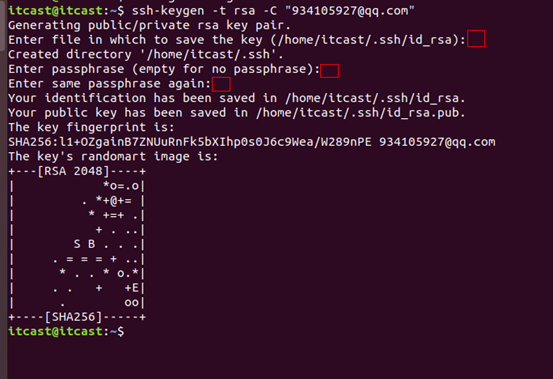 itcast@itcast:~$ ssh-keygen -t rsa -C "934105927@qq.com"
Generating public/private rsa key pair.
Enter file in which to save the key (/home/itcast/.ssh/id_rsa):
Created directory '/home/itcast/.ssh'.
Enter passphrase (empty for no passphrase):
Enter same passphrase again:
Your identification has been saved in /home/itcast/.ssh/id_rsa.
Your public key has been saved in /home/itcast/.ssh/id_rsa.pub.
The key fingerprint is:
SHA256:l1+OZgainB7ZNUuRnFk5bXIhp0s0J6c9Wea/W289nPE 934105927@qq.com
The key's randomart image is:
+---[RSA 2048]----+
|            *o=.o|
|         . *+@+= |
|          * +=+ .|
|           + . ..|
|        S B . . .|
|     . = = = + ..|
|      * . . * o.*|
|     . .   +   +E|
|      .        oo|
+----[SHA256]-----+
itcast@itcast:~$